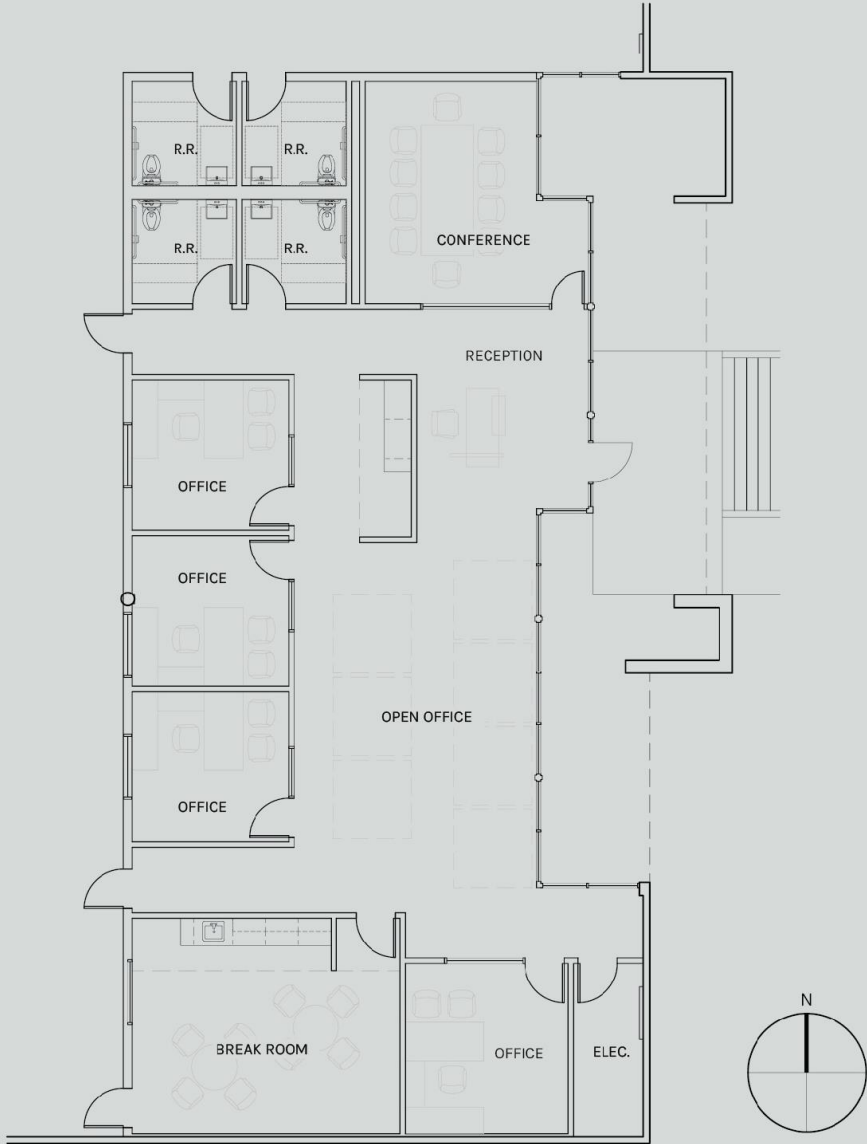 R.R.
R.R.
R.R.
R.R.
CONFERENCE
RECEPTION
OFFICE
OFFICE
OPEN OFFICE
OFFICE
BREAK ROOM
OFFICE
ELEC.
N